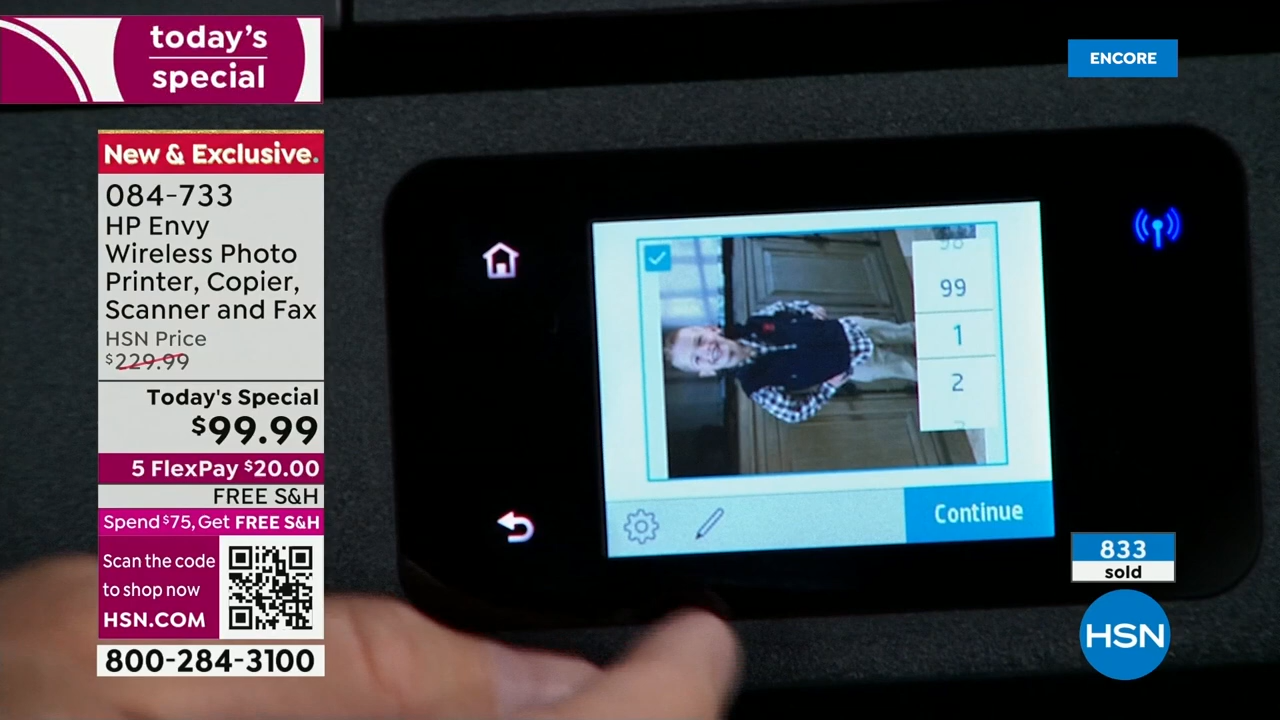 today's
special
ENCORE
New & Exclusive.
084-733
HP Envy
Wireless Photo
Printer, Copier,
Scanner and Fax
HSN Price
$229.99
Today's Special
$99.99
5 FlexPay $20.00
FREE S&H
Spend $75, Get FREE S&H
Scan the code
to shop now
HSN.COM
800-284-3100
98
99
1
2
Continue
833
sold
HSN